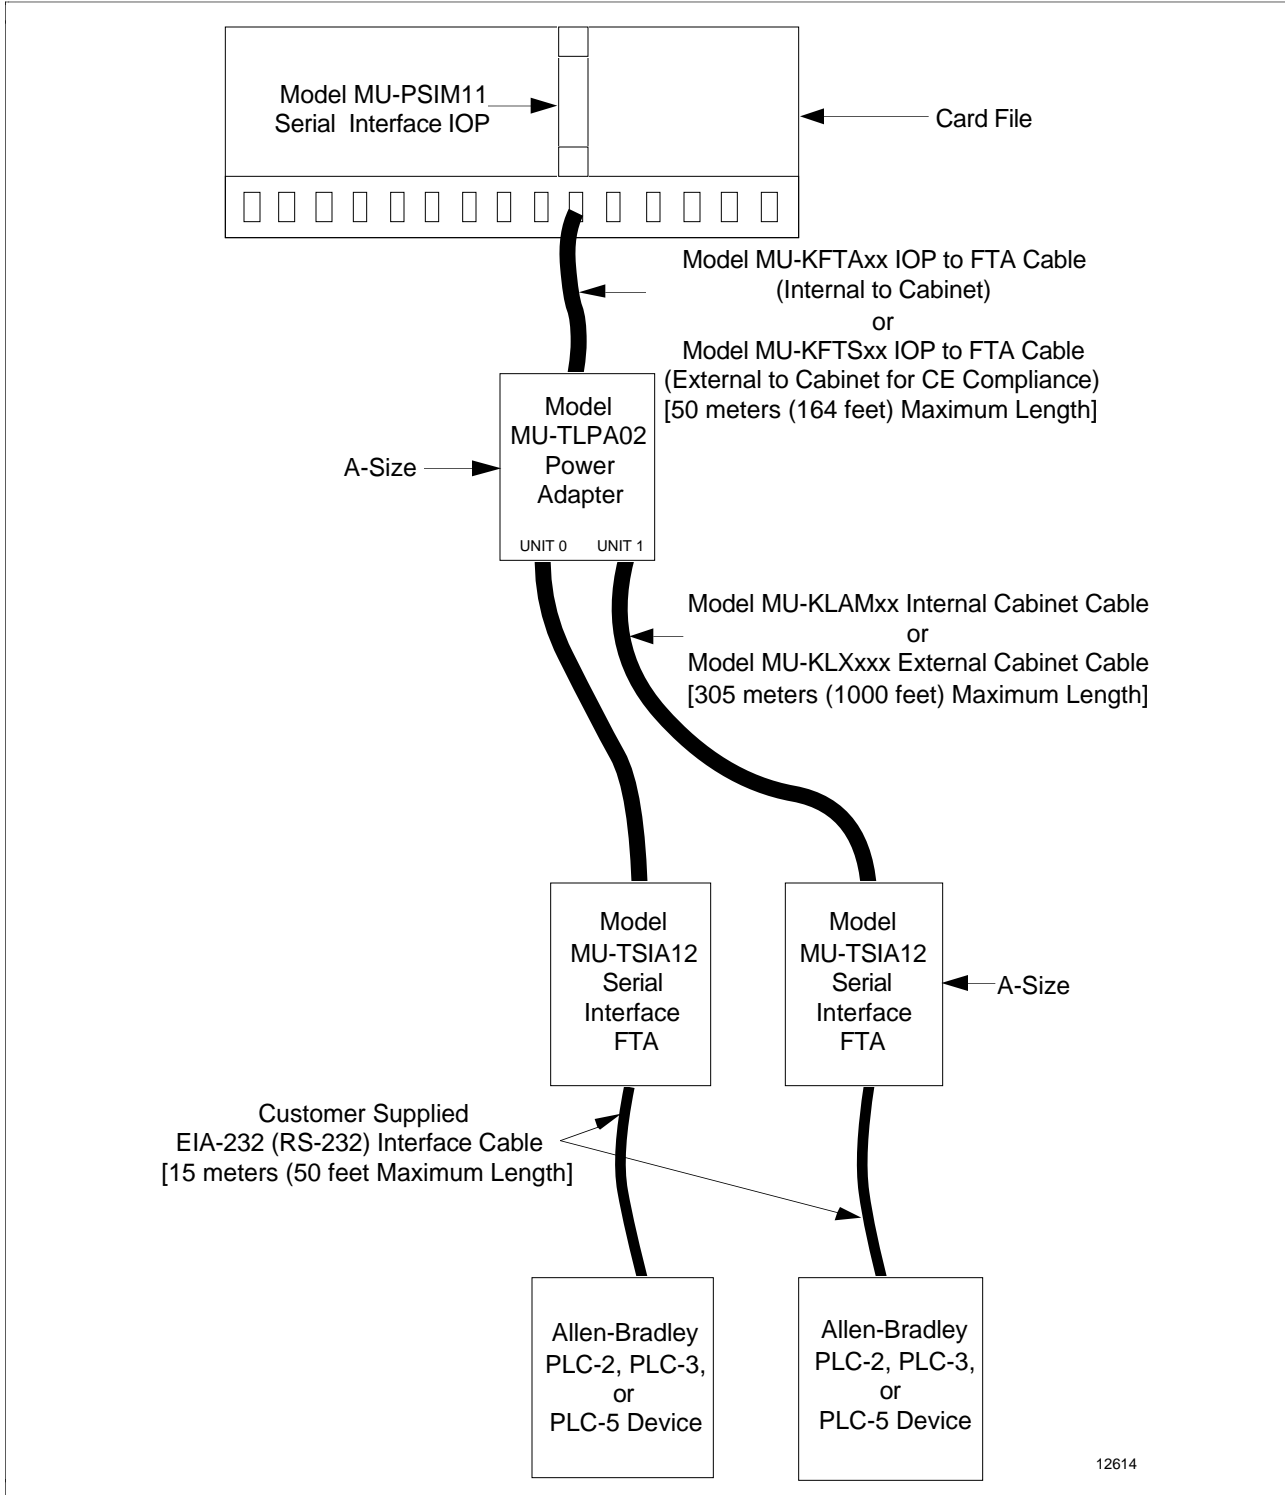 Model MU-PSIM11
Serial Interface IOP
Card File
Model MU-KFTAxx IOP to FTA Cable
(Internal to Cabinet)
or
Model MU-KFTSxx IOP to FTA Cable
(External to Cabinet for CE Compliance)
[50 meters (164 feet) Maximum Length]
Model
MU-TLPA02
Power
Adapter
A-Size
UNIT 0 UNIT 1
Model MU-KLAMxx Internal Cabinet Cable
or
Model MU-KLXxxx External Cabinet Cable
[305 meters (1000 feet) Maximum Length]
Model
MU-TSIA12
Serial
Interface
FTA
Model
MU-TSIA12
Serial
Interface
FTA
A-Size
Customer Supplied
EIA-232 (RS-232) Interface Cable
[15 meters (50 feet Maximum Length]
Allen-Bradley
PLC-2, PLC-3,
or
PLC-5 Device
Allen-Bradley
PLC-2, PLC-3,
or
PLC-5 Device
12614